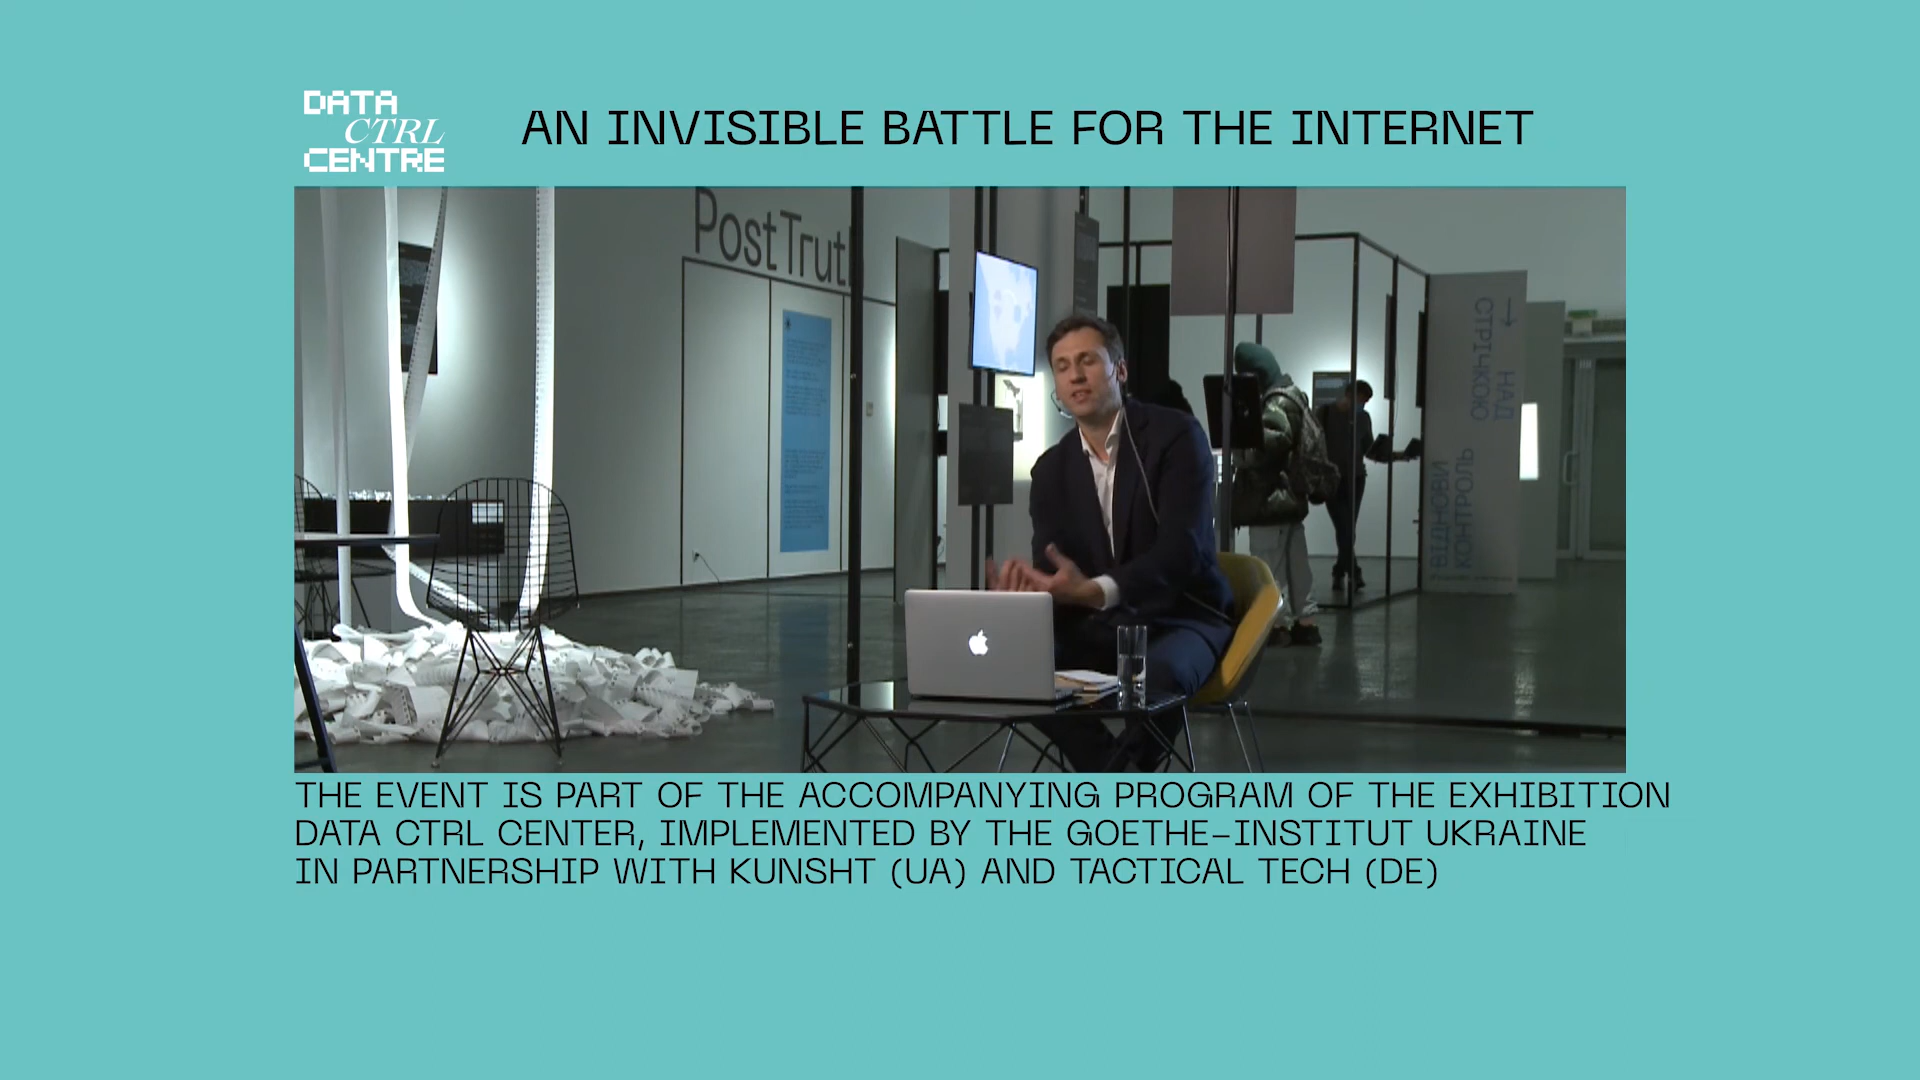 DATA
CTRL
CENTRE
AN INVISIBLE BATTLE FOR THE INTERNET
PostTrut
СТРІЧКОЮ
НАД
КОНТРОЛЬ
ВІДНОВИ
THE EVENT IS PART OF THE ACCOMPANYING PROGRAM OF THE EXHIBITION
DATA CTRL CENTER, IMPLEMENTED BY THE GOETHE-INSTITUT UKRAINE
IN PARTNERSHIP WITH KUNSHT (UA) AND TACTICAL TECH (DE)